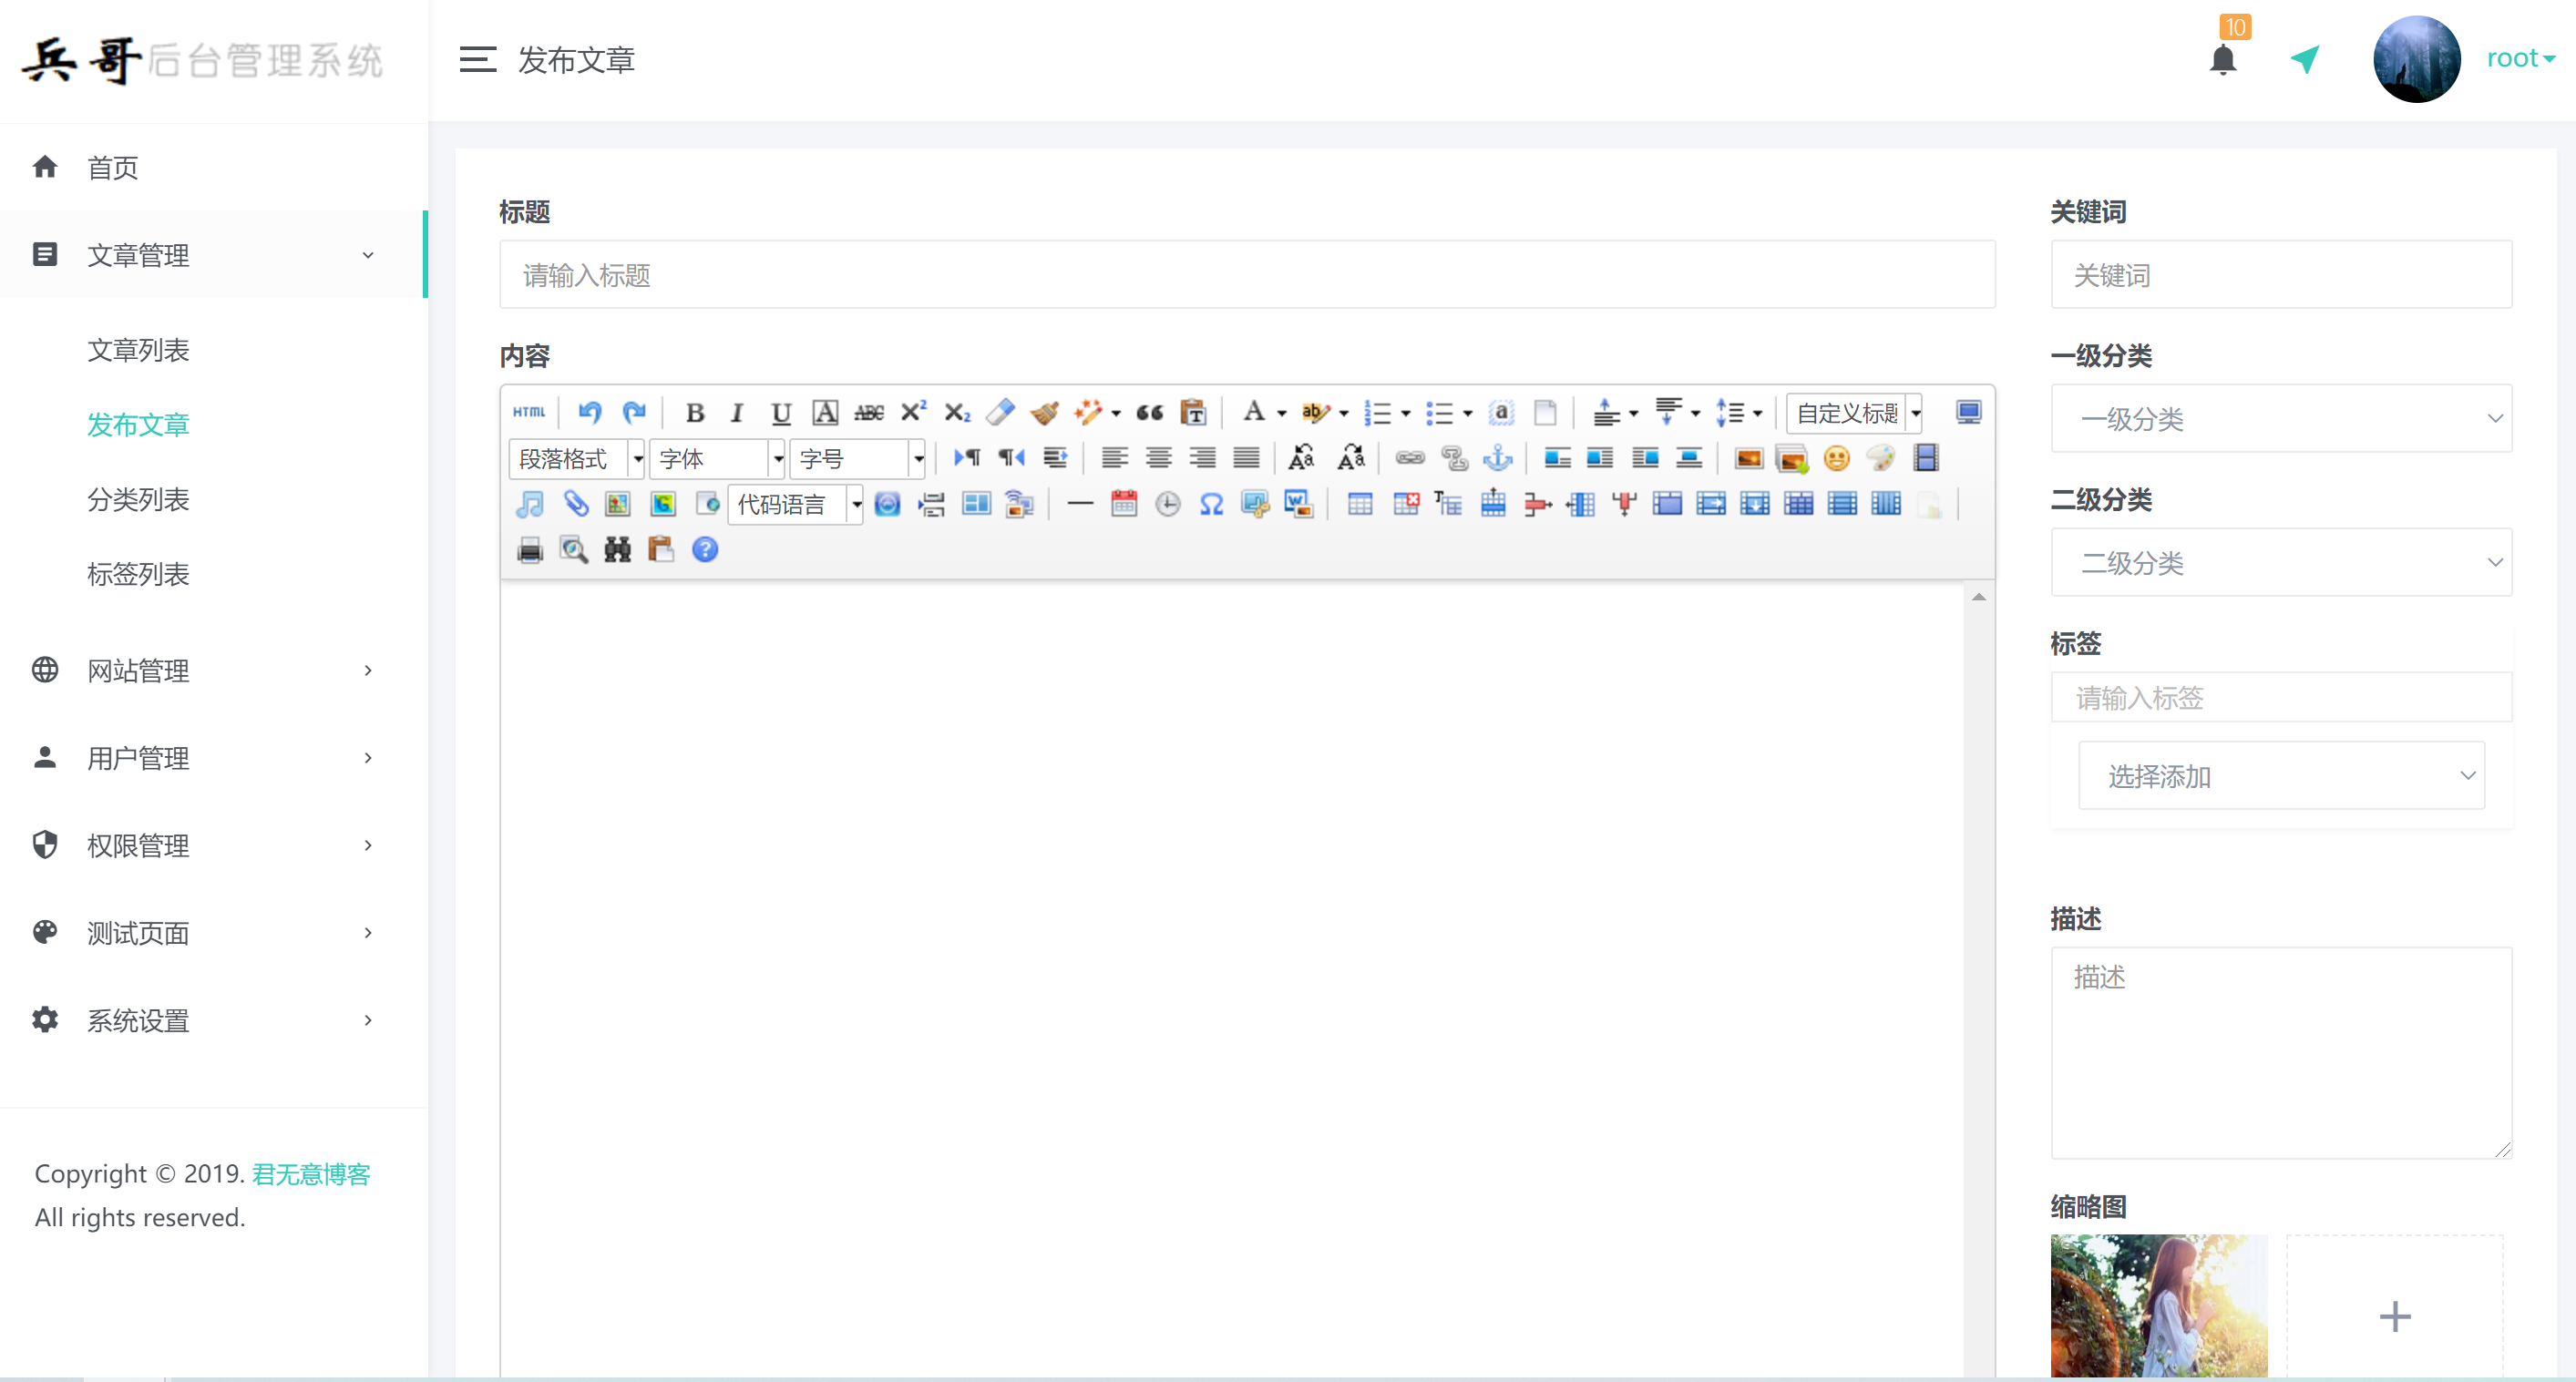 兵哥后台管理系统
发布文章
10
root
首页
文章管理
文章列表
发布文章
分类列表
标签列表
网站管理
用户管理
权限管理
测试页面
系统设置
Copyright © 2019. 君无意博客
All rights reserved.
标题
请输入标题
内容
HTML
自定义标题
段落格式
字体
字号
代码语言
关键词
关键词
一级分类
一级分类
二级分类
二级分类
标签
请输入标签
选择添加
描述
描述
缩略图